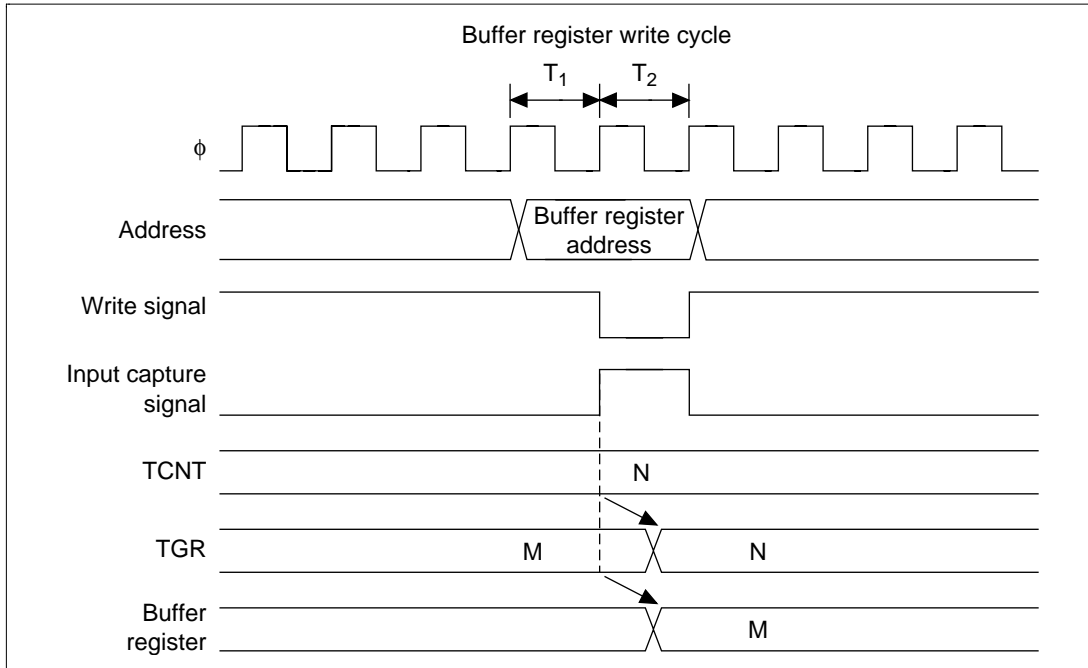 Buffer register write cycle
T1 T2
φ
Address
Buffer register
address
Write signal
Input capture
signal
TCNT
N
TGR
M N
Buffer
register
M